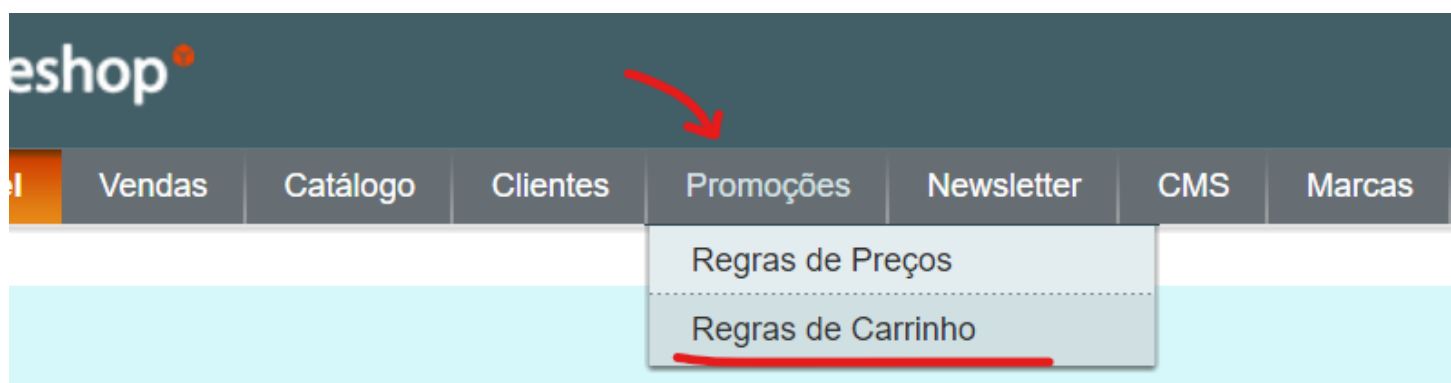 eshop
el Vendas Catálogo Clientes Promoções Newsletter CMS Marcas
Regras de Preços
Regras de Carrinho